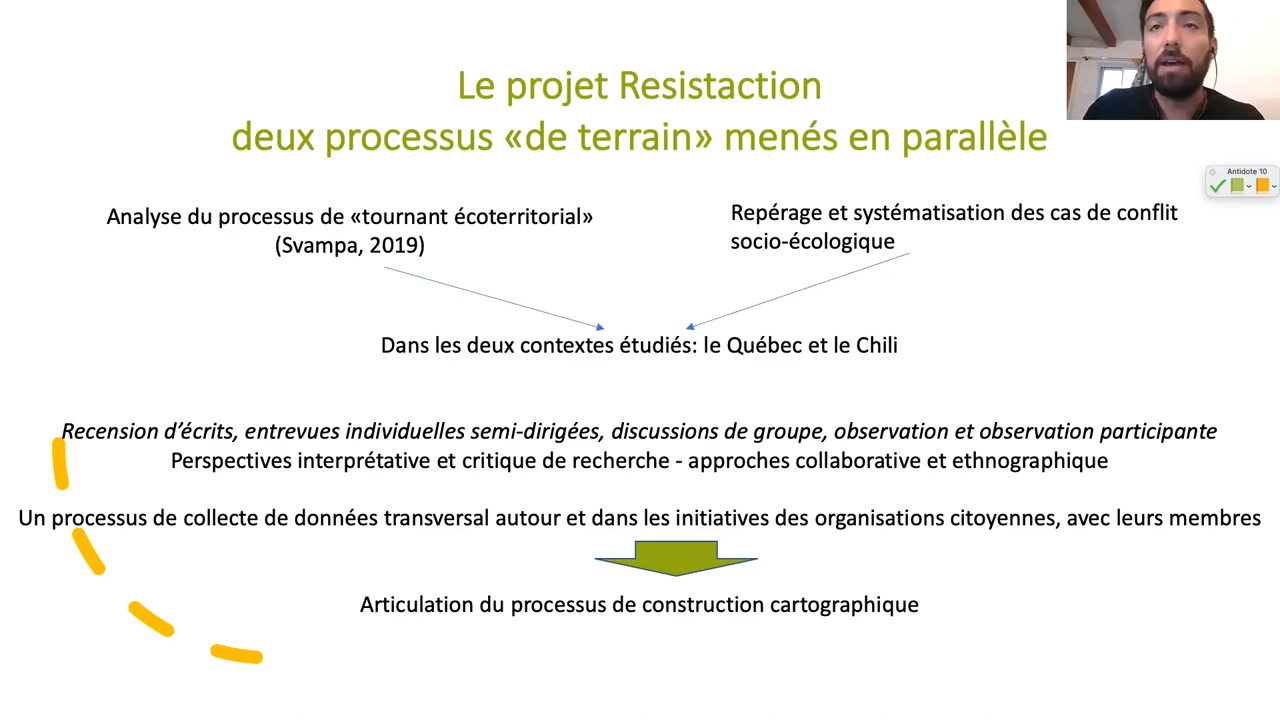 Le projet Resistaction
deux processus «de terrain» menés en parallèle
Antidote 10
Analyse du processus de «tournant écoterritorial»
(Svampa, 2019)
Repérage et systématisation des cas de conflit
socio-écologique
Dans les deux contextes étudiés: le Québec et le Chili
Recension d’écrits, entrevues individuelles semi-dirigées, discussions de groupe, observation et observation participante
Perspectives interprétative et critique de recherche - approches collaborative et ethnographique
Un processus de collecte de données transversal autour et dans les initiatives des organisations citoyennes, avec leurs membres
Articulation du processus de construction cartographique